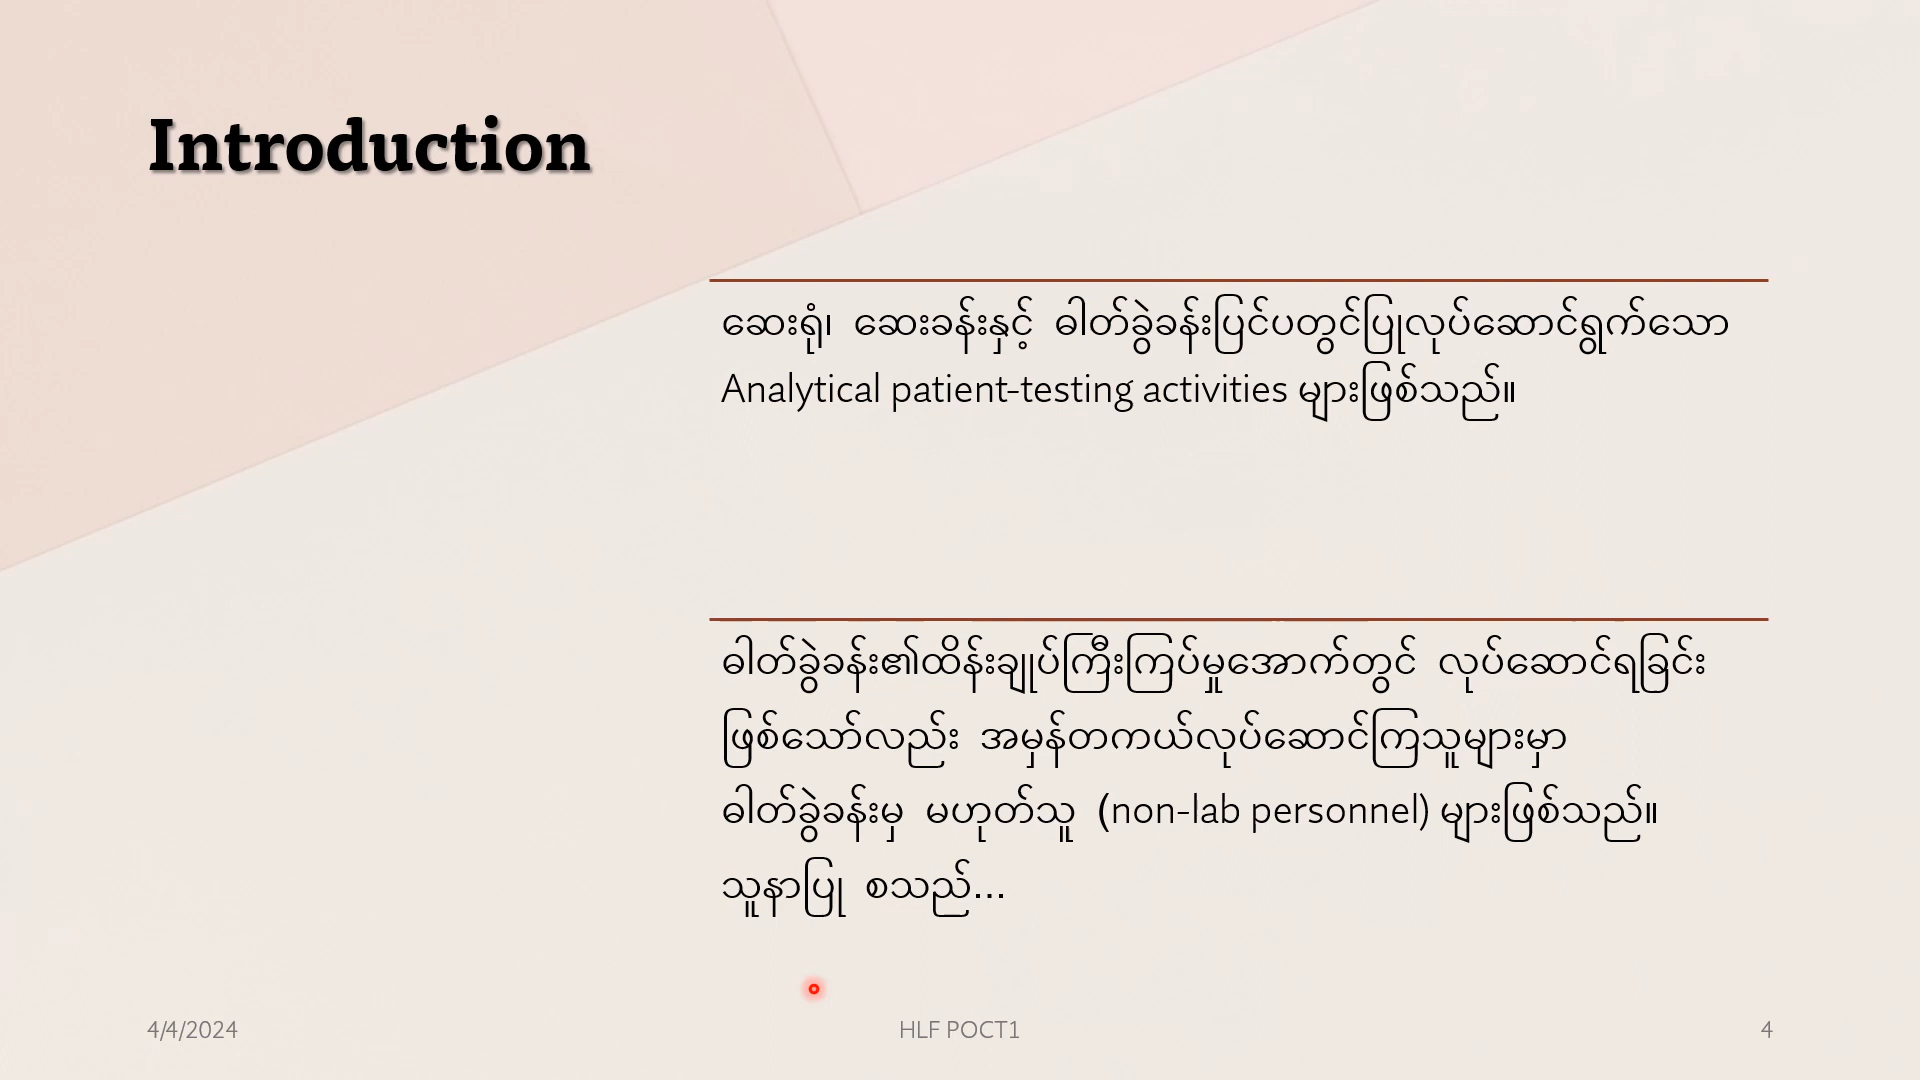 Introduction
ဆေးရုံ၊ ဆေးခန်းနှင့် ဓါတ်ခွဲခန်းပြင်ပတွင်ပြုလုပ်ဆောင်ရွက်သော
Analytical patient-testing activities များဖြစ်သည်။
ဓါတ်ခွဲခန်း၏ထိန်းချုပ်ကြီးကြပ်မှုအောက်တွင် လုပ်ဆောင်ရခြင်း
ဖြစ်သော်လည်း အမှန်တကယ်လုပ်ဆောင်ကြသူများမှာ
ဓါတ်ခွဲခန်းမှ မဟုတ်သူ (non-lab personnel) များဖြစ်သည်။
သူနာပြု စသည်...
4/4/2024
HLF POCT1
4